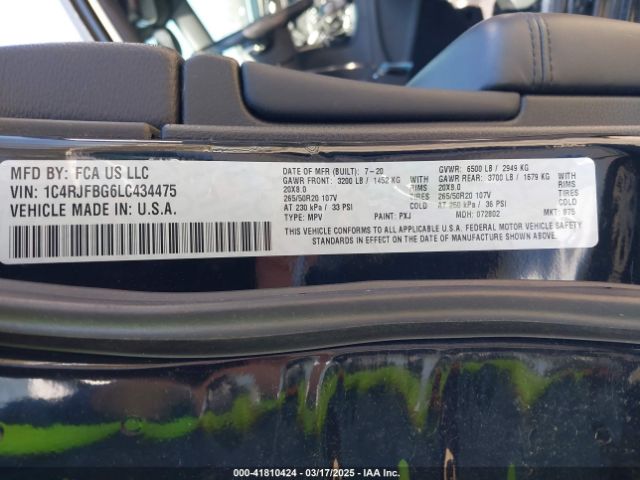 MFD BY: FCA US LLC
VIN: 1C4RJFBG6LC434475
VEHICLE MADE IN: U.S.A.
DATE OF MFR (BUILT): 7-20 GVWR: 6500 LB / 2949 KG
GAWR FRONT: 3200 LB / 1452 KG WITH GAWR REAR: 3700 LB / 1679 KG WITH
20X8.0 RIMS 20X8.0 RIMS
265/50R20 107V 265/50R20 107V
AT 230 kPa / 33 PSI COLD AT 250 kPa / 36 PSI COLD
TYPE: MPV PAINT: PXJ MDH: 072802 MKT: 875
THIS VEHICLE CONFORMS TO ALL APPLICABLE U.S.A. FEDERAL MOTOR VEHICLE SAFETY
STANDARDS IN EFFECT ON THE DATE OF MANUFACTURE SHOWN ABOVE.
00-41810424 / 03/17/2025 / IAA Inc.